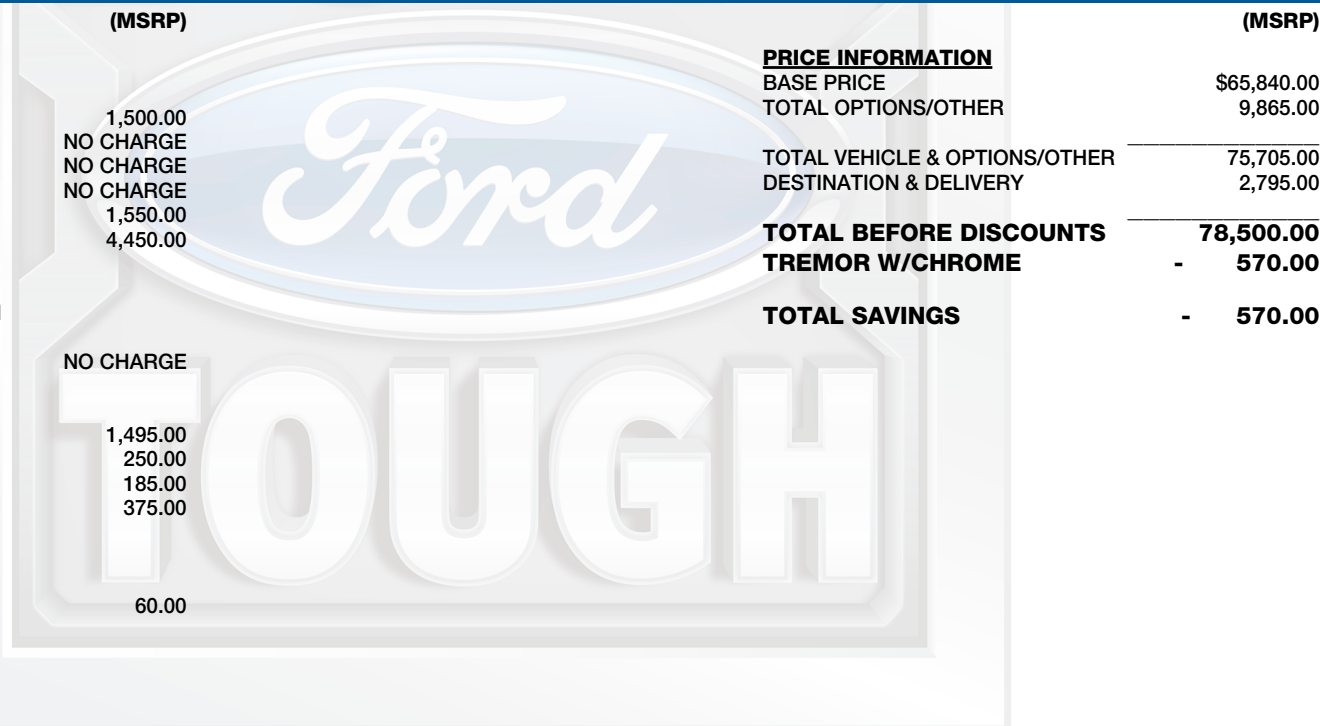 (MSRP)
1,500.00
NO CHARGE
NO CHARGE
NO CHARGE
1,550.00
4,450.00
NO CHARGE
1,495.00
250.00
185.00
375.00
60.00
(MSRP)
PRICE INFORMATION
BASE PRICE $65,840.00
TOTAL OPTIONS/OTHER 9,865.00
TOTAL VEHICLE & OPTIONS/OTHER 75,705.00
DESTINATION & DELIVERY 2,795.00
TOTAL BEFORE DISCOUNTS 78,500.00
TREMOR W/CHROME - 570.00
TOTAL SAVINGS - 570.00
Ford
TOUGH